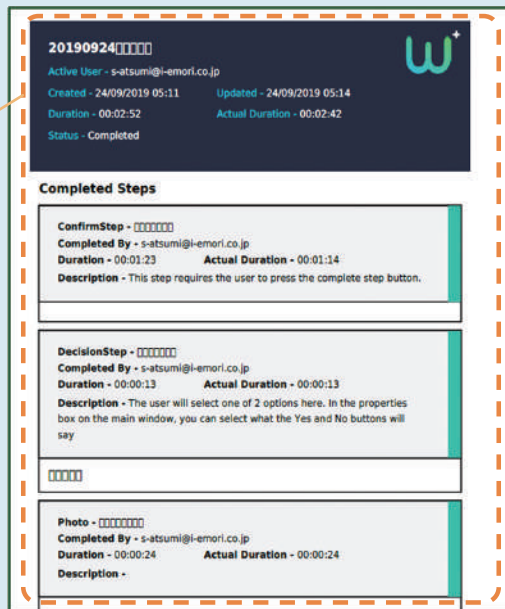 20190924▯▯▯▯▯
Active User - s-atsumi@i-emori.co.jp
Created - 24/09/2019 05:11 Updated - 24/09/2019 05:14
Duration - 00:02:52 Actual Duration - 00:02:42
Status - Completed
Completed Steps
ConfirmStep - ▯▯▯▯▯▯▯
Completed By - s-atsumi@i-emori.co.jp
Duration - 00:01:23 Actual Duration - 00:01:14
Description - This step requires the user to press the complete step button.
DecisionStep - ▯▯▯▯▯▯▯
Completed By - s-atsumi@i-emori.co.jp
Duration - 00:00:13 Actual Duration - 00:00:13
Description - The user will select one of 2 options here. In the properties
box on the main window, you can select what the Yes and No buttons will
say
▯▯▯▯▯
Photo - ▯▯▯▯▯▯▯▯
Completed By - s-atsumi@i-emori.co.jp
Duration - 00:00:24 Actual Duration - 00:00:24
Description -